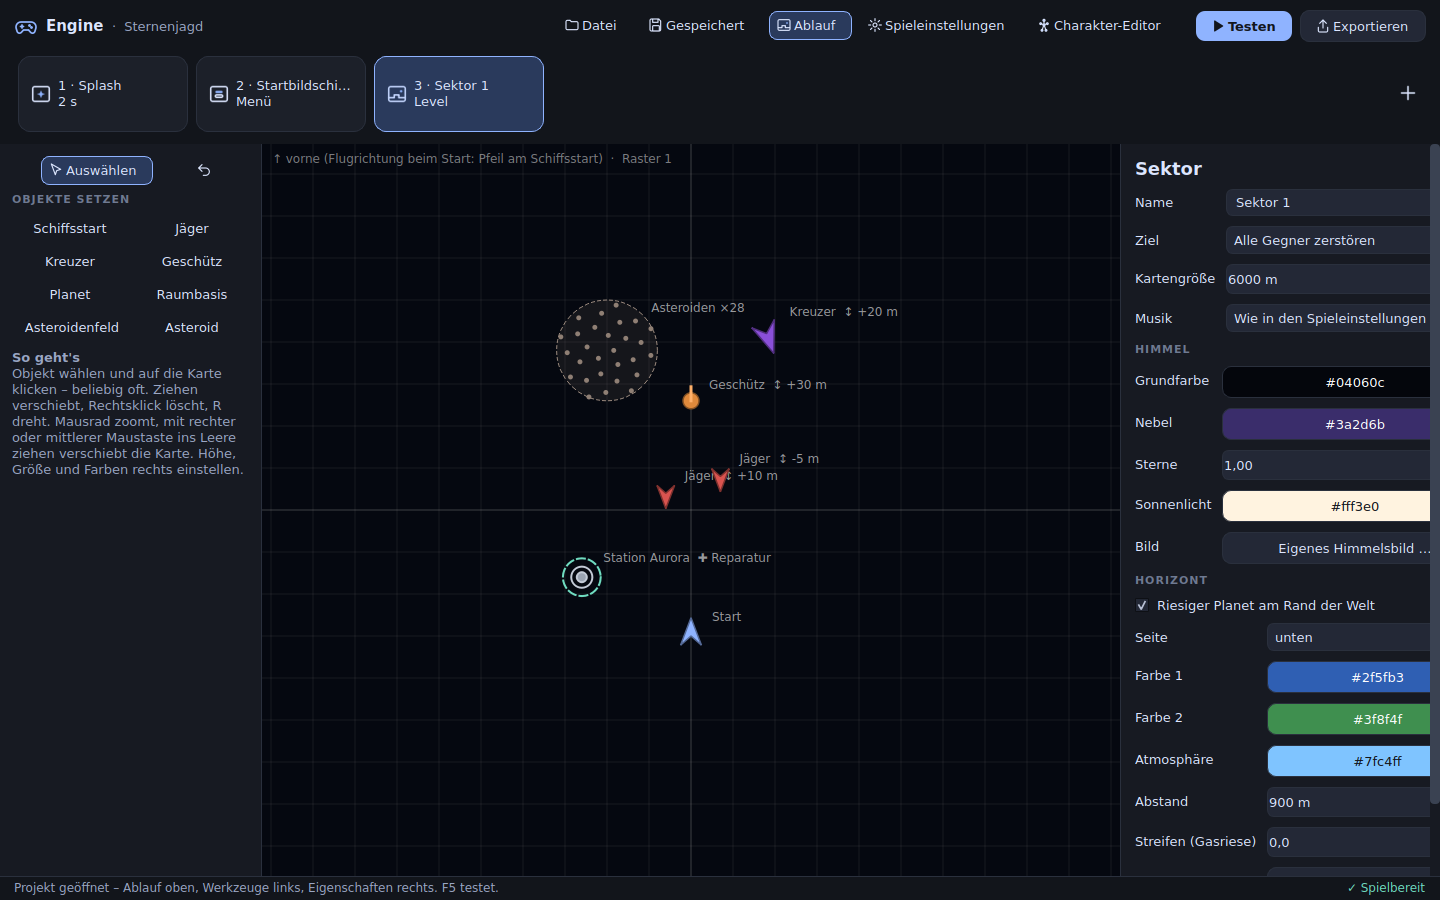 Engine · Sternenjagd
Datei
Gespeichert
Ablauf
Spieleinstellungen
Charakter-Editor
Testen
Exportieren
1 · Splash
2 s
2 · Startbildschi…
Menü
3 · Sektor 1
Level
Auswählen
OBJEKTE SETZEN
Schiffsstart
Jäger
Kreuzer
Geschütz
Planet
Raumbasis
Asteroidenfeld
Asteroid
So geht's
Objekt wählen und auf die Karte
klicken – beliebig oft. Ziehen
verschiebt, Rechtsklick löscht, R
dreht. Mausrad zoomt, mit rechter
oder mittlerer Maustaste ins Leere
ziehen verschiebt die Karte. Höhe,
Größe und Farben rechts einstellen.
↑ vorne (Flugrichtung beim Start: Pfeil am Schiffsstart) · Raster 1
Asteroiden ×28
Kreuzer ↕ +20 m
Geschütz ↕ +30 m
Jäger ↕ -5 m
Jäger ↕ +10 m
Station Aurora ✚ Reparatur
Start
Sektor
Name
Sektor 1
Ziel
Alle Gegner zerstören
Kartengröße
6000 m
Musik
Wie in den Spieleinstellungen
HIMMEL
Grundfarbe
#04060c
Nebel
#3a2d6b
Sterne
1,00
Sonnenlicht
#fff3e0
Bild
Eigenes Himmelsbild …
HORIZONT
Riesiger Planet am Rand der Welt
Seite
unten
Farbe 1
#2f5fb3
Farbe 2
#3f8f4f
Atmosphäre
#7fc4ff
Abstand
900 m
Streifen (Gasriese)
0,0
Projekt geöffnet – Ablauf oben, Werkzeuge links, Eigenschaften rechts. F5 testet.
✓ Spielbereit